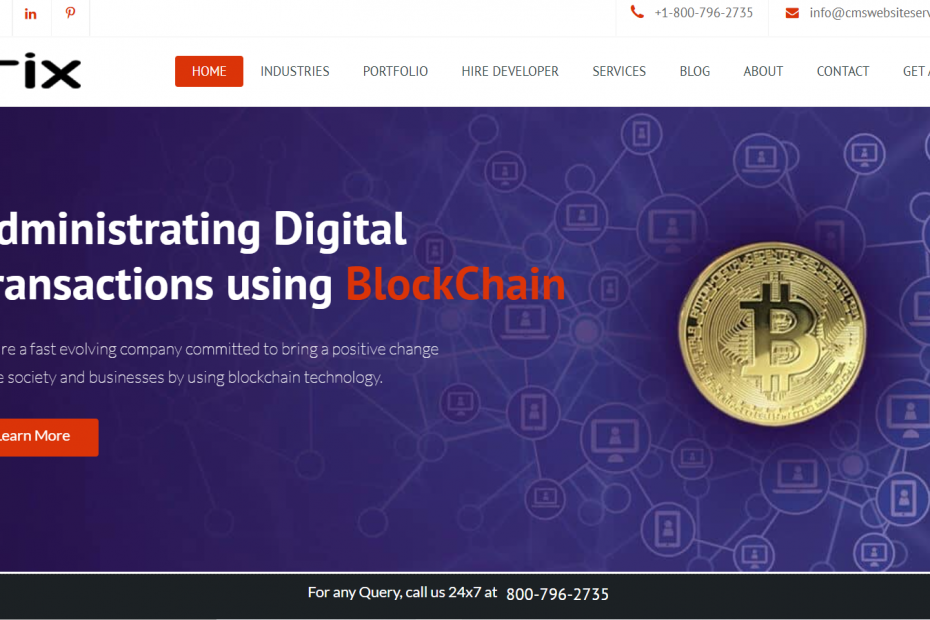 in
+1-800-796-2735
info@cmswebsiteserv
rix
HOME INDUSTRIES PORTFOLIO HIRE DEVELOPER SERVICES BLOG ABOUT CONTACT GET A
dministrating Digital
ransactions using BlockChain
re a fast evolving company committed to bring a positive change
e society and businesses by using blockchain technology.
Learn More
For any Query, call us 24x7 at 800-796-2735